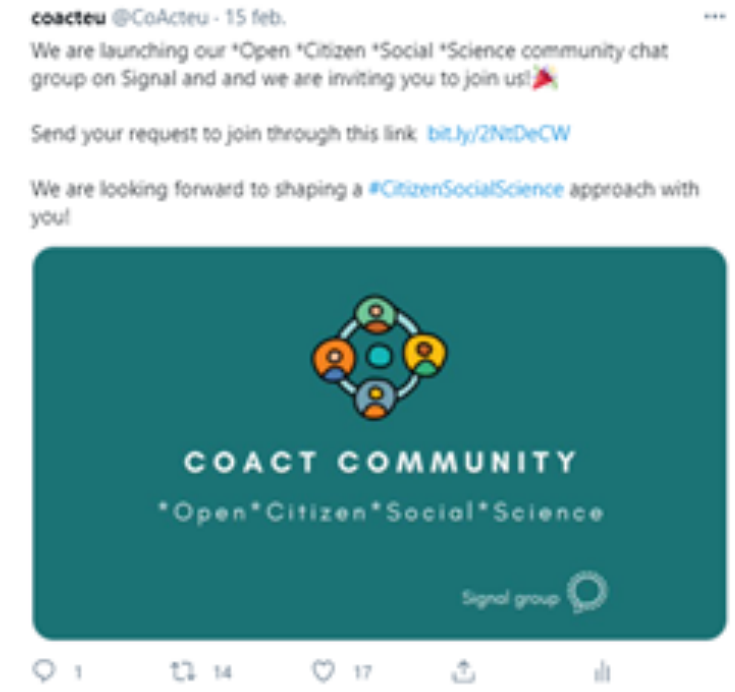 coacteu @CoActeu · 15 feb.
We are launching our *Open *Citizen *Social *Science community chat
group on Signal and and we are inviting you to join us!🎉
Send your request to join through this link bit.ly/2NtDeCW
We are looking forward to shaping a #CitizenSocialScience approach with
you!
COACT COMMUNITY
*Open*Citizen*Social*Science
Signal group
1 14 17